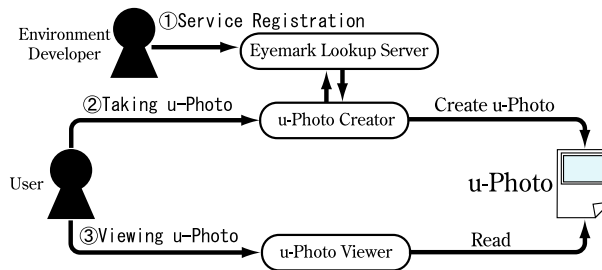 ①Service Registration
Environment
Developer
Eyemark Lookup Server
②Taking u-Photo
u-Photo Creator
Create u-Photo
User
u-Photo
③Viewing u-Photo
u-Photo Viewer
Read